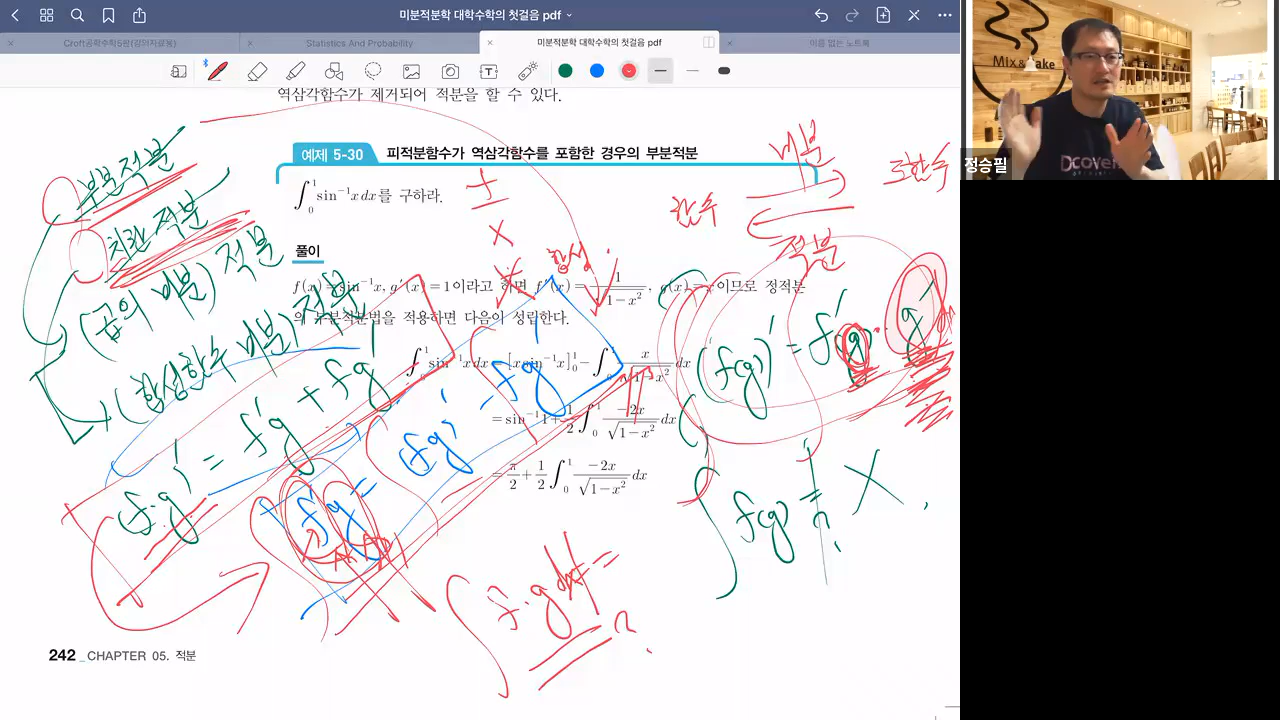 미분적분학 대학수학의 첫걸음 pdf
Croft공학수학5판(강의자료용)
Statistics And Probability
미분적분학 대학수학의 첫걸음 pdf
이름 없는 노트북
역삼각함수가 제거되어 적분을 할 수 있다.
예제 5-30 피적분함수가 역삼각함수를 포함한 경우의 부분적분
∫₀¹ sin⁻¹x dx를 구하라.
풀이
f(x)=sin⁻¹x, g′(x)=1이라고 하면 f′(x)=1/√(1-x²), g(x)=x이므로 정적분
의 부분적분법을 적용하면 다음이 성립한다.
∫₀¹ sin⁻¹x dx = [x sin⁻¹x]₀¹ - ∫₀¹ x/√(1-x²) dx
= sin⁻¹1 + 1/2 ∫₀¹ -2x/√(1-x²) dx
= π/2 + 1/2 ∫₀¹ -2x/√(1-x²) dx
242 _CHAPTER 05. 적분
부분적분
치환적분
(곱의 미분) 적분
(합성함수 미분) 적분
(f·g)′ = f′g + fg′
(fg)′ - fg′
f′g =
∫ f·g dx = ?
합성
미분
함수
도함수
적분
(f(g))′ = f′(g)·g′
∫ f(g) = ? X
정승필
Mix&Bake
Dcoven